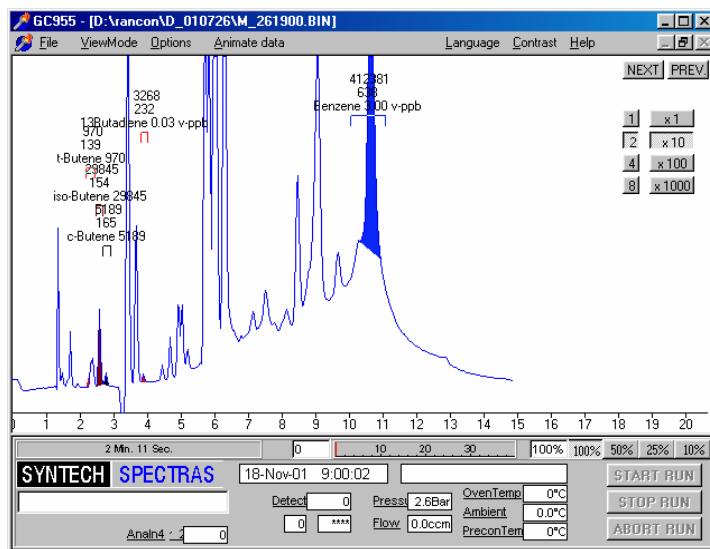 GC955 - [D:\rancon\D_010726\M_261900.BIN]
File ViewMode Options Animate data Language Contrast Help
NEXT PREV.
412381
638
Benzene 3.00 v-ppb
3268
232
13Butadiene 0.03 v-ppb
970
139
t-Butene 970
29845
154
iso-Butene 29845
5189
165
c-Butene 5189
1 x 1
2 x 10
4 x 100
8 x 1000
0 1 2 3 4 5 6 7 8 9 10 11 12 13 14 15 16 17 18 19 20
2 Min. 11 Sec. 0 10 20 30 100% 100% 50% 25% 10%
SYNTECH SPECTRAS 18-Nov-01 9:00:02 START RUN
Detect 0 Pressu 2.6Bar OvenTemp 0°C STOP RUN
0 **** Flow 0.0ccm Ambient 0.0°C
Analn4 : 2 0 PreconTem 0°C ABORT RUN